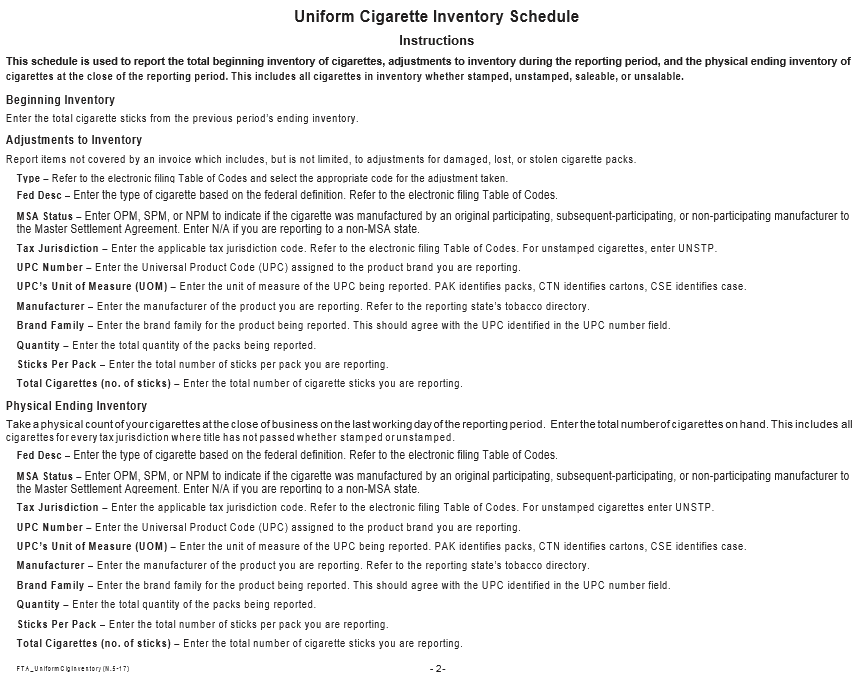 Uniform Cigarette Inventory Schedule
Instructions
This schedule is used to report the total beginning inventory of cigarettes, adjustments to inventory during the reporting period, and the physical ending inventory of
cigarettes at the close of the reporting period. This includes all cigarettes in inventory whether stamped, unstamped, saleable, or unsalable.
Beginning Inventory
Enter the total cigarette sticks from the previous period's ending inventory.
Adjustments to Inventory
Report items not covered by an invoice which includes, but is not limited, to adjustments for damaged, lost, or stolen cigarette packs.
Type – Refer to the electronic filing Table of Codes and select the appropriate code for the adjustment taken.
Fed Desc – Enter the type of cigarette based on the federal definition. Refer to the electronic filing Table of Codes.
MSA Status – Enter OPM, SPM, or NPM to indicate if the cigarette was manufactured by an original participating, subsequent-participating, or non-participating manufacturer to
the Master Settlement Agreement. Enter N/A if you are reporting to a non-MSA state.
Tax Jurisdiction – Enter the applicable tax jurisdiction code. Refer to the electronic filing Table of Codes. For unstamped cigarettes, enter UNSTP.
UPC Number – Enter the Universal Product Code (UPC) assigned to the product brand you are reporting.
UPC's Unit of Measure (UOM) – Enter the unit of measure of the UPC being reported. PAK identifies packs, CTN identifies cartons, CSE identifies case.
Manufacturer – Enter the manufacturer of the product you are reporting. Refer to the reporting state's tobacco directory.
Brand Family – Enter the brand family for the product being reported. This should agree with the UPC identified in the UPC number field.
Quantity – Enter the total quantity of the packs being reported.
Sticks Per Pack – Enter the total number of sticks per pack you are reporting.
Total Cigarettes (no. of sticks) – Enter the total number of cigarette sticks you are reporting.
Physical Ending Inventory
Take a physical count of your cigarettes at the close of business on the last working day of the reporting period. Enter the total number of cigarettes on hand. This includes all
cigarettes for every tax jurisdiction where title has not passed whether stamped or unstamped.
Fed Desc – Enter the type of cigarette based on the federal definition. Refer to the electronic filing Table of Codes.
MSA Status – Enter OPM, SPM, or NPM to indicate if the cigarette was manufactured by an original participating, subsequent-participating, or non-participating manufacturer to
the Master Settlement Agreement. Enter N/A if you are reporting to a non-MSA state.
Tax Jurisdiction – Enter the applicable tax jurisdiction code. Refer to the electronic filing Table of Codes. For unstamped cigarettes enter UNSTP.
UPC Number – Enter the Universal Product Code (UPC) assigned to the product brand you are reporting.
UPC's Unit of Measure (UOM) – Enter the unit of measure of the UPC being reported. PAK identifies packs, CTN identifies cartons, CSE identifies case.
Manufacturer – Enter the manufacturer of the product you are reporting. Refer to the reporting state's tobacco directory.
Brand Family – Enter the brand family for the product being reported. This should agree with the UPC identified in the UPC number field.
Quantity – Enter the total quantity of the packs being reported.
Sticks Per Pack – Enter the total number of sticks per pack you are reporting.
Total Cigarettes (no. of sticks) – Enter the total number of cigarette sticks you are reporting.
FTA_UniformCigInventory (N.5-17)
- 2-